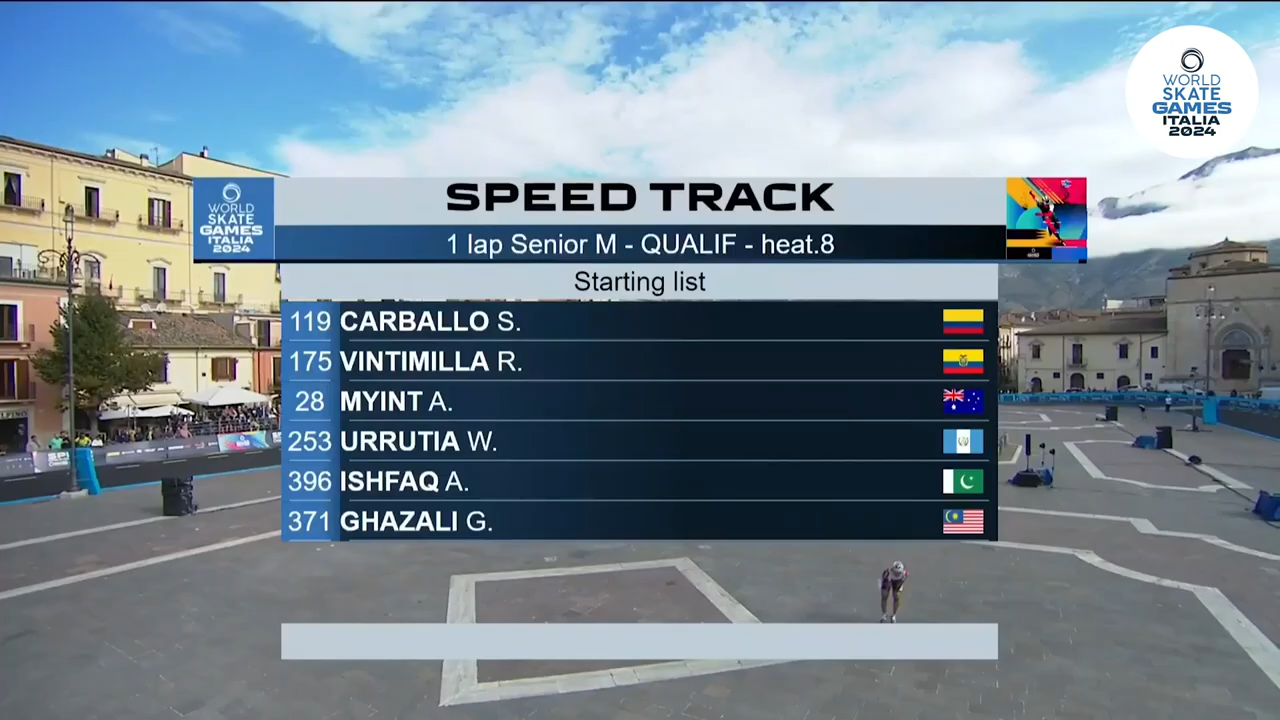 WORLD
SKATE
GAMES
ITALIA
2024
WORLD
SKATE
GAMES
ITALIA
2024
SPEED TRACK
1 lap Senior M - QUALIF - heat.8
Starting list
119 CARBALLO S.
175 VINTIMILLA R.
28 MYINT A.
253 URRUTIA W.
396 ISHFAQ A.
371 GHAZALI G.